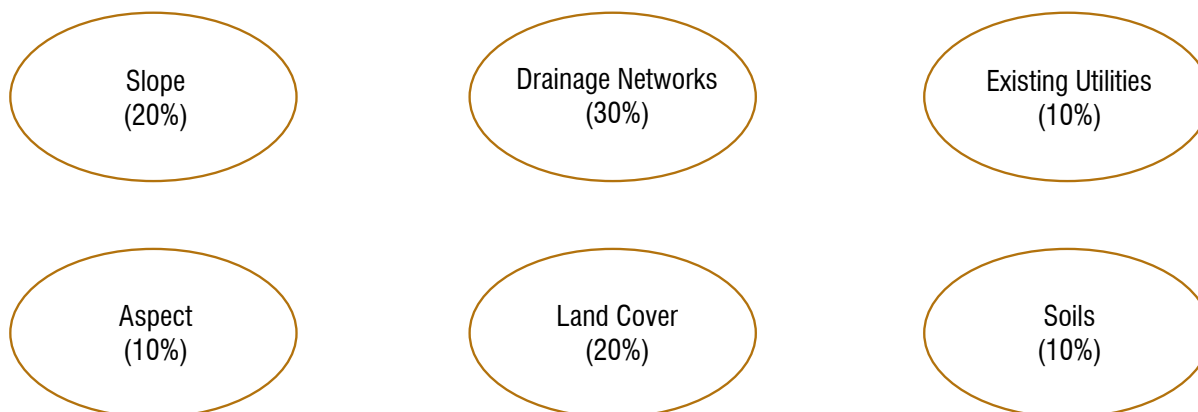 Slope
(20%)
Drainage Networks
(30%)
Existing Utilities
(10%)
Aspect
(10%)
Land Cover
(20%)
Soils
(10%)